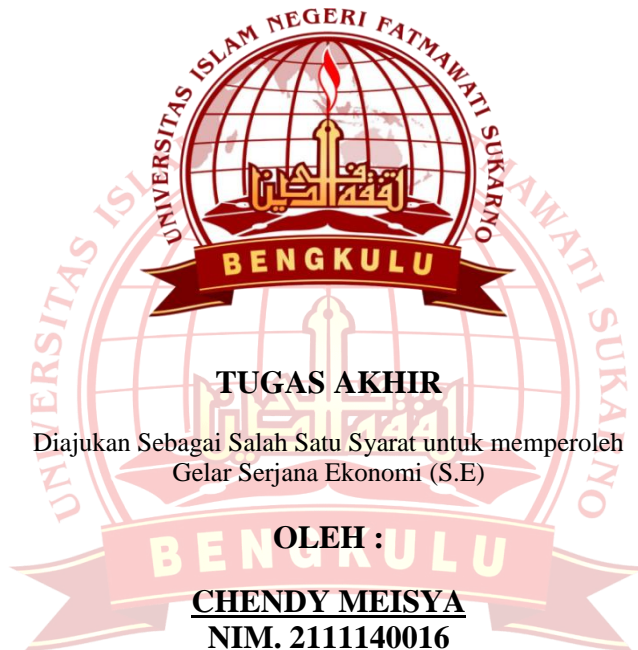 UNIVERSITAS ISLAM NEGERI FATMAWATI SUKARNO
BENGKULU
TUGAS AKHIR
Diajukan Sebagai Salah Satu Syarat untuk memperoleh
Gelar Serjana Ekonomi (S.E)
OLEH :
CHENDY MEISYA
NIM. 2111140016